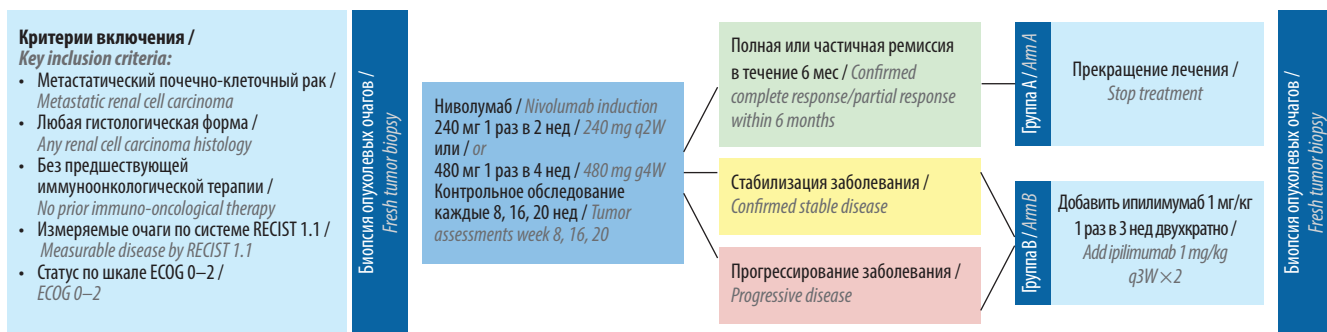 Критерии включения /
Key inclusion criteria:
• Метастатический почечно-клеточный рак /
Metastatic renal cell carcinoma
• Любая гистологическая форма /
Any renal cell carcinoma histology
• Без предшествующей
иммуноонкологической терапии /
No prior immuno-oncological therapy
• Измеряемые очаги по системе RECIST 1.1 /
Measurable disease by RECIST 1.1
• Статус по шкале ECOG 0–2 /
ECOG 0–2
Биопсия опухолевых очагов /
Fresh tumor biopsy
Ниволумаб / Nivolumab induction
240 мг 1 раз в 2 нед / 240 mg q2W
или / or
480 мг 1 раз в 4 нед / 480 mg g4W
Контрольное обследование
каждые 8, 16, 20 нед / Tumor
assessments week 8, 16, 20
Полная или частичная ремиссия
в течение 6 мес / Confirmed
complete response/partial response
within 6 months
Стабилизация заболевания /
Confirmed stable disease
Прогрессирование заболевания /
Progressive disease
Группа А / Arm A
Прекращение лечения /
Stop treatment
Группа В / Arm B
Добавить ипилимумаб 1 мг/кг
1 раз в 3 нед двухкратно /
Add ipilimumab 1 mg/kg
q3W ×2
Биопсия опухолевых очагов /
Fresh tumor biopsy